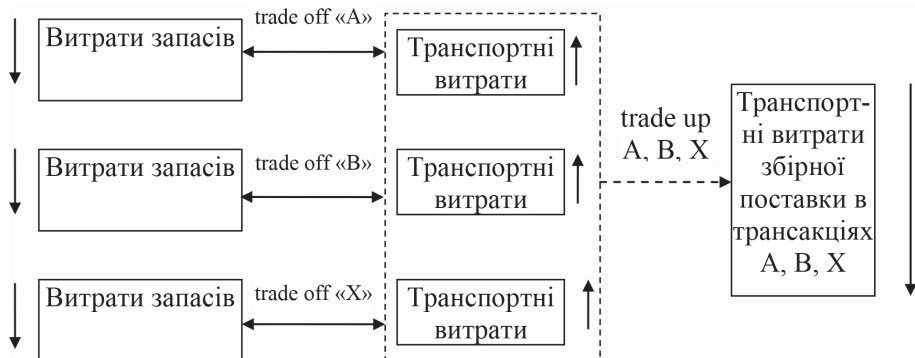 Витрати запасів
trade off «А»
Транспортні
витрати
Витрати запасів
trade off «В»
Транспортні
витрати
Витрати запасів
trade off «Х»
Транспортні
витрати
trade up
А, В, Х
Транспорт-
ні витрати
збірної
поставки в
трансакціях
А, В, Х